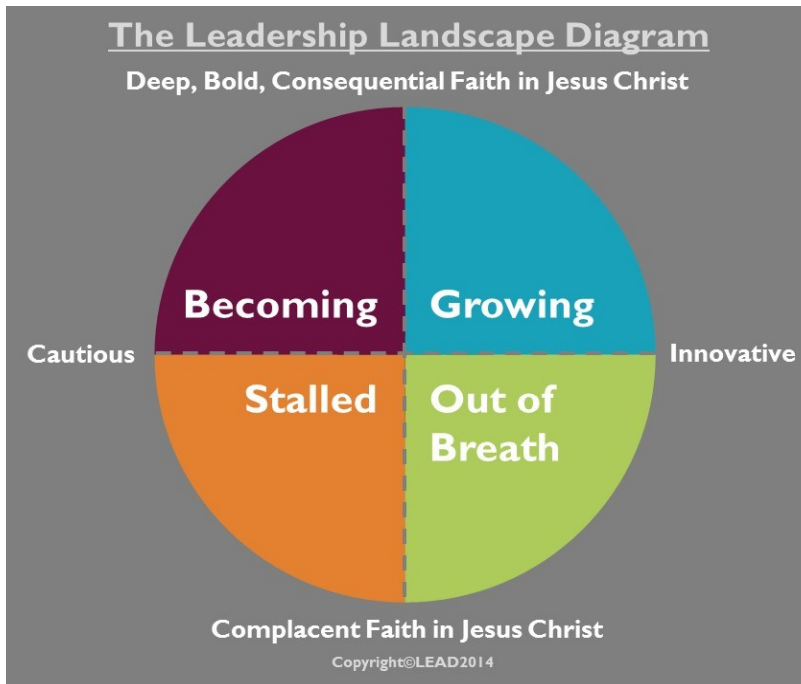 The Leadership Landscape Diagram
Deep, Bold, Consequential Faith in Jesus Christ
Becoming
Growing
Cautious
Innovative
Stalled
Out of
Breath
Complacent Faith in Jesus Christ
Copyright©LEAD2014